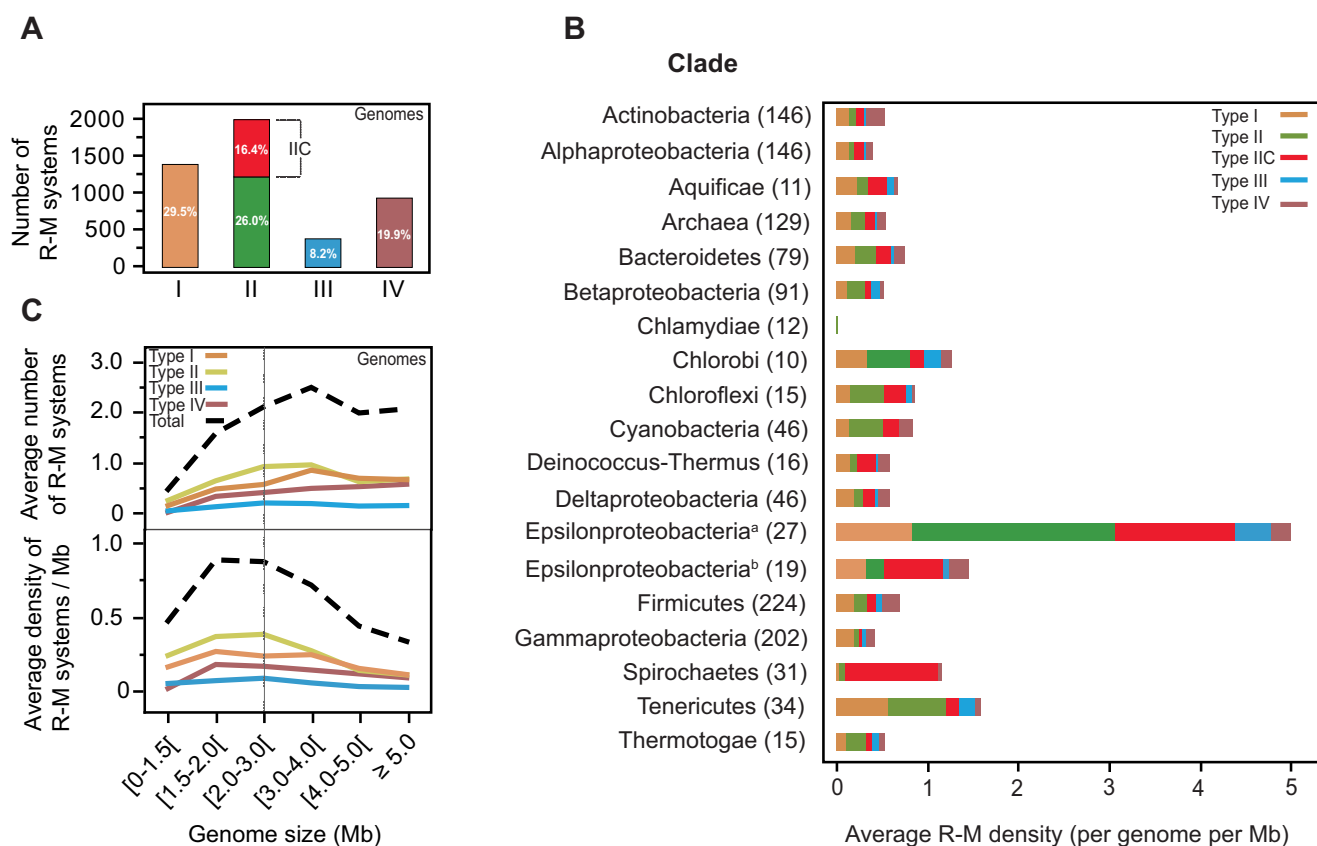 A
Number of
R-M systems
2000
1500
1000
500
0
Genomes
16.4%
IIC
29.5%
26.0%
8.2%
19.9%
I II III IV
C
Average number
of R-M systems
3.0
2.0
1.0
0
Type I
Type II
Type III
Type IV
Total
Genomes
Average density of
R-M systems / Mb
1.0
0.5
0
[0-1.5[
[1.5-2.0[
[2.0-3.0[
[3.0-4.0[
[4.0-5.0[
≥ 5.0
Genome size (Mb)
B
Clade
Actinobacteria (146)
Alphaproteobacteria (146)
Aquificae (11)
Archaea (129)
Bacteroidetes (79)
Betaproteobacteria (91)
Chlamydiae (12)
Chlorobi (10)
Chloroflexi (15)
Cyanobacteria (46)
Deinococcus-Thermus (16)
Deltaproteobacteria (46)
Epsilonproteobacteriaᵃ (27)
Epsilonproteobacteriaᵇ (19)
Firmicutes (224)
Gammaproteobacteria (202)
Spirochaetes (31)
Tenericutes (34)
Thermotogae (15)
Type I
Type II
Type IIC
Type III
Type IV
0 1 2 3 4 5
Average R-M density (per genome per Mb)